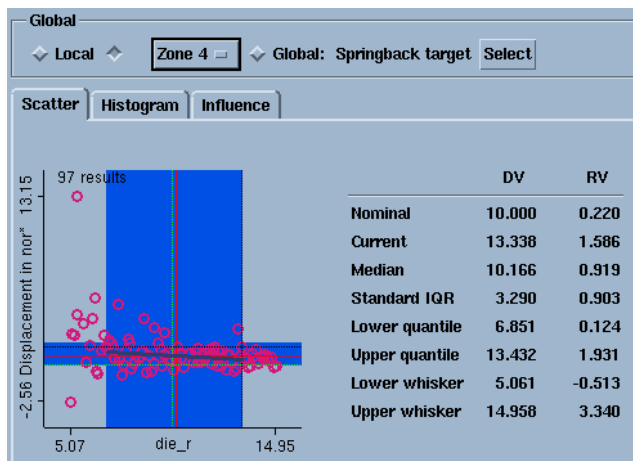 Global
Local Zone 4 Global: Springback target Select
Scatter Histogram Influence
97 results
13.15
Displacement in nor*
-2.56
5.07 die_r 14.95
DV RV
Nominal 10.000 0.220
Current 13.338 1.586
Median 10.166 0.919
Standard IQR 3.290 0.903
Lower quantile 6.851 0.124
Upper quantile 13.432 1.931
Lower whisker 5.061 -0.513
Upper whisker 14.958 3.340